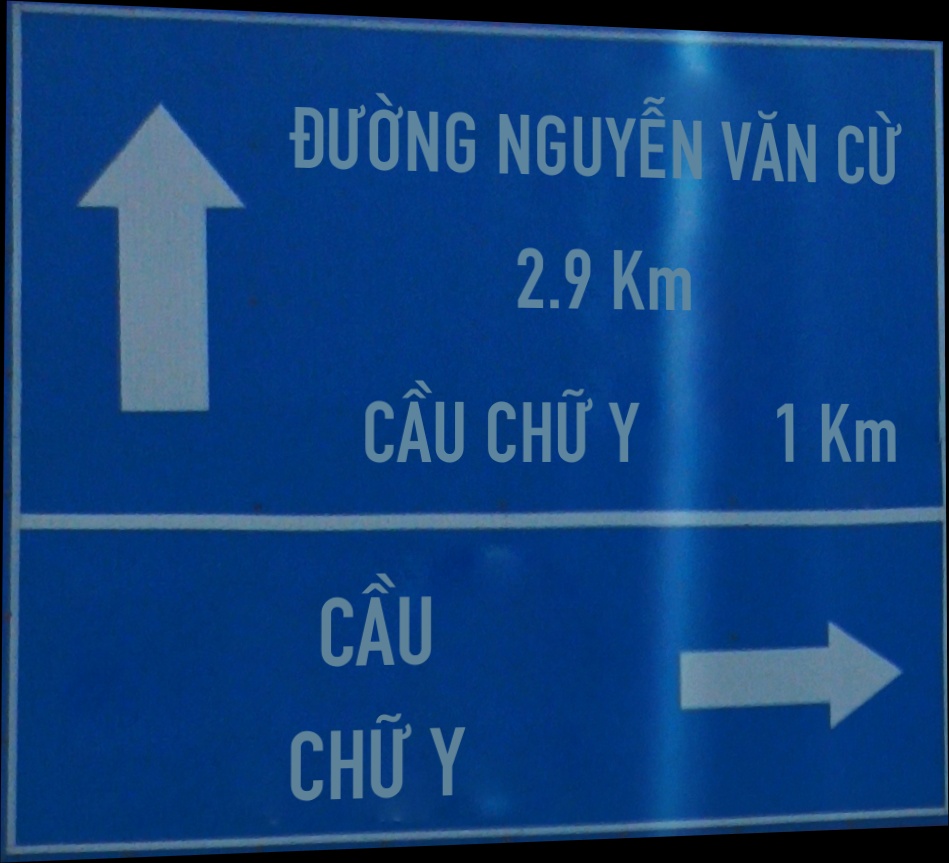 ĐƯỜNG NGUYỄN VĂN CỪ
2.9 Km
CẦU CHỮ Y 1 Km
CẦU
CHỮ Y